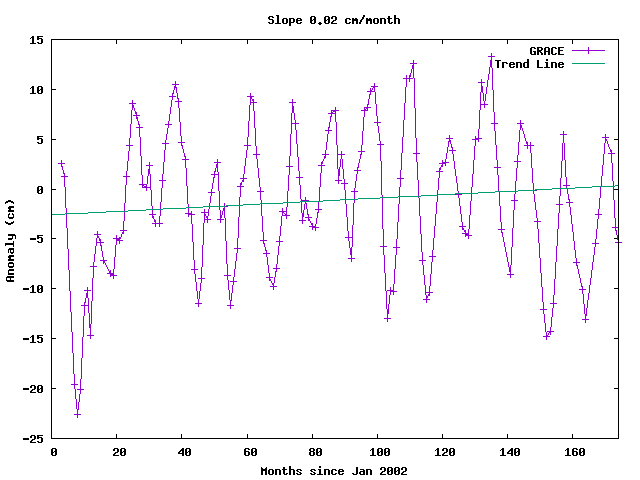 Slope 0.02 cm/month
GRACE
Trend Line
15
10
5
0
-5
-10
-15
-20
-25
Anomaly (cm)
0 20 40 60 80 100 120 140 160
Months since Jan 2002